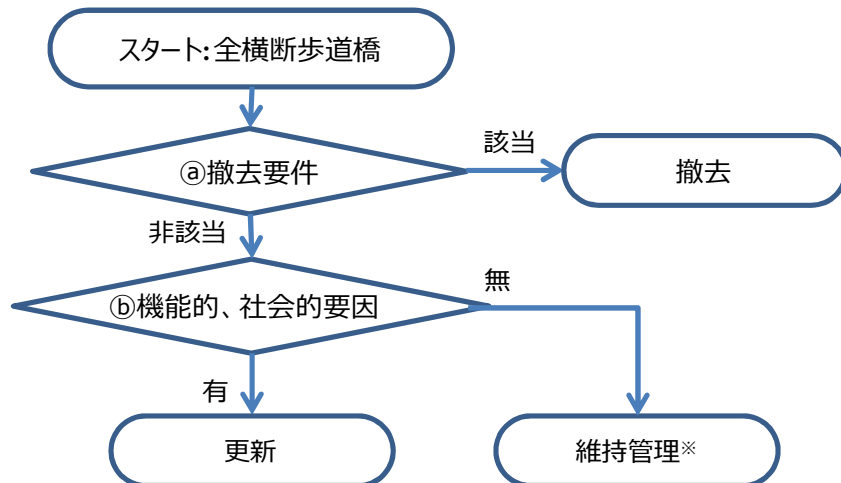 スタート：全横断歩道橋
ⓐ撤去要件
該当
撤去
非該当
ⓑ機能的、社会的要因
無
有
更新
維持管理※